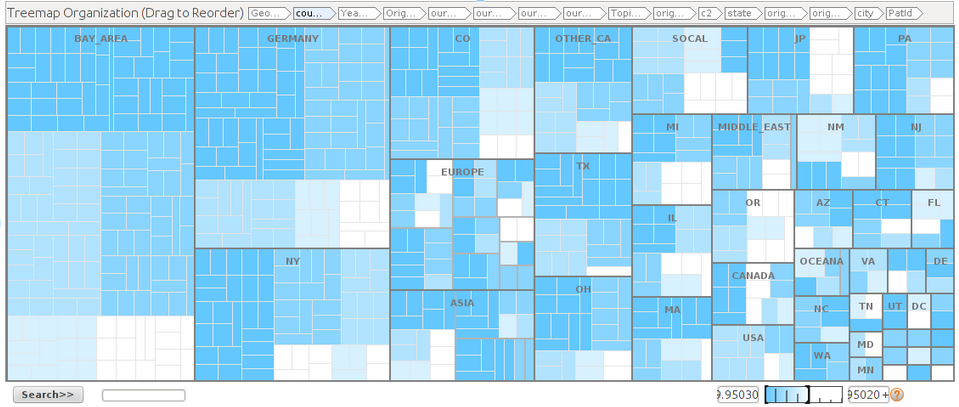 Treemap Organization (Drag to Reorder) Geo... cou... Yea... Orig... our... our... our... our... Topi... orig... c2 state orig... orig... city PatId
BAY_AREA GERMANY CO OTHER_CA SOCAL JP PA
MI MIDDLE_EAST NM NJ
EUROPE TX
OR AZ CT FL
IL
NY OCEANA VA DE
CANADA
OH
ASIA MA NC TN UT DC
USA MD
WA
MN
Search>> 9.95030 95020+ ?